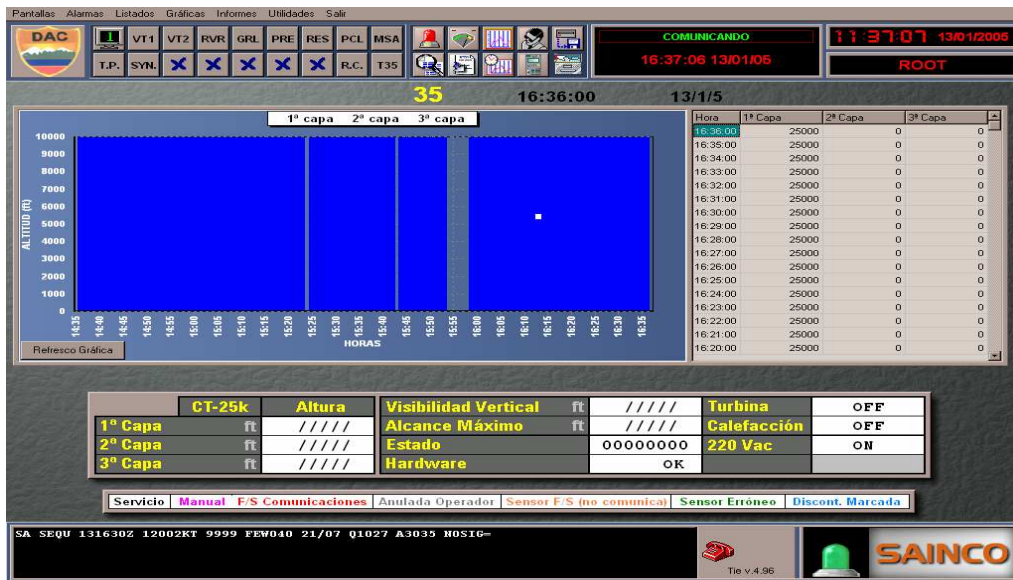 Pantallas Alarmas Listados Gráficas Informes Utilidades Salir
DAC
1 VT1 VT2 RVR GRL PRE RES PCL MSA
T.P. SYN. R.C. T35
COMUNICANDO
16:37:06 13/01/05
11:37:07 13/01/2005
ROOT
35 16:36:00 13/1/5
1ª capa 2ª capa 3ª capa
ALTITUD (ft)
10000
9000
8000
7000
6000
5000
4000
3000
2000
1000
0
14:35 14:40 14:45 14:50 14:55 15:00 15:05 15:10 15:15 15:20 15:25 15:30 15:35 15:40 15:45 15:50 15:55 16:00 16:05 16:10 16:15 16:20 16:25 16:30 16:35
HORAS
Refresco Gráfica
Hora 1ª Capa 2ª Capa 3ª Capa
16:36:00 25000 0 0
16:35:00 25000 0 0
16:34:00 25000 0 0
16:33:00 25000 0 0
16:32:00 25000 0 0
16:31:00 25000 0 0
16:30:00 25000 0 0
16:29:00 25000 0 0
16:28:00 25000 0 0
16:27:00 25000 0 0
16:26:00 25000 0 0
16:25:00 25000 0 0
16:24:00 25000 0 0
16:23:00 25000 0 0
16:22:00 25000 0 0
16:21:00 25000 0 0
16:20:00 25000 0 0
CT-25k Altura
1ª Capa ft /////
2ª Capa ft /////
3ª Capa ft /////
Visibilidad Vertical ft /////
Alcance Máximo ft /////
Estado 00000000
Hardware OK
Turbina OFF
Calefacción OFF
220 Vac ON
Servicio Manual F/S Comunicaciones Anulada Operador Sensor F/S (no comunica) Sensor Erróneo Discont. Marcada
SA SEQU 131630Z 12002KT 9999 FEW040 21/07 Q1027 A3035 NOSIG=
Tie v.4.96
SAINCO